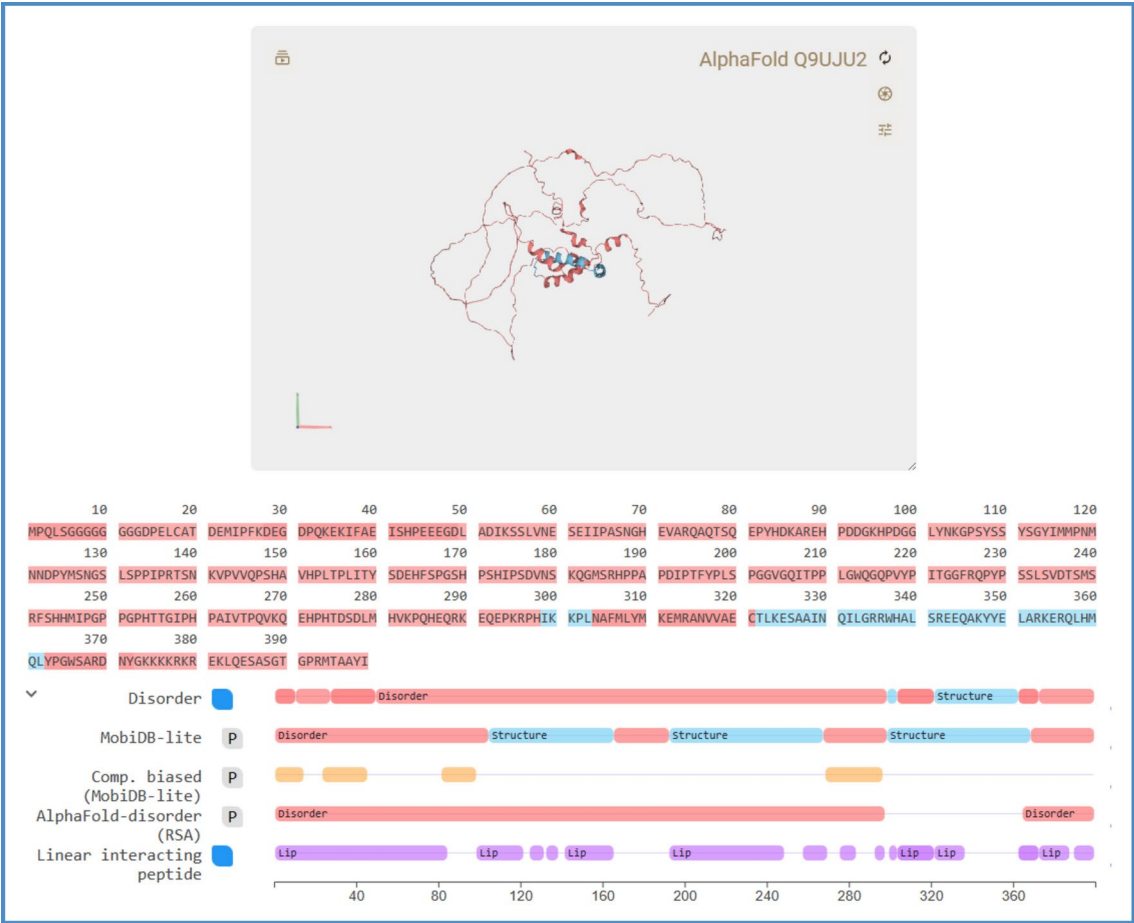 AlphaFold Q9UJU2
10 20 30 40 50 60 70 80 90 100 110 120
MPQLSGGGGG GGGDPELCAT DEMIPFKDEG DPQKEKIFAE ISHPEEEGDL ADIKSSLVNE SEIIPASNGH EVARQAQTSQ EPYHDKAREH PDDGKHPDGG LYNKGPSYSS YSGYIMMPNM
130 140 150 160 170 180 190 200 210 220 230 240
NNDPYMSNGS LSPPIPRTSN KVPVVQPSHA VHPLTPLITY SDEHFSPGSH PSHIPSDVNS KQGMSRHPPA PDIPTFYPLS PGGVGQITPP LGWQGQPVYP ITGGFRQPYP SSLSVDTSMS
250 260 270 280 290 300 310 320 330 340 350 360
RFSHHMIPGP PGPHTTGIPH PAIVTPQVKQ EHPHTDSDLM HVKPQHEQRK EQEPKRPHIK KPLNAFMLYM KEMRANVVAE CTLKESAAIN QILGRRWHAL SREEQAKYYE LARKERQLHM
370 380 390
QLYPGWSARD NYGKKKKRKR EKLQESASGT GPRMTAAYI
Disorder Disorder Structure
MobiDB-lite P Disorder Structure Structure Structure
Comp. biased P
(MobiDB-lite)
AlphaFold-disorder P Disorder Disorder
(RSA)
Linear interacting Lip Lip Lip Lip Lip Lip Lip
peptide
40 80 120 160 200 240 280 320 360